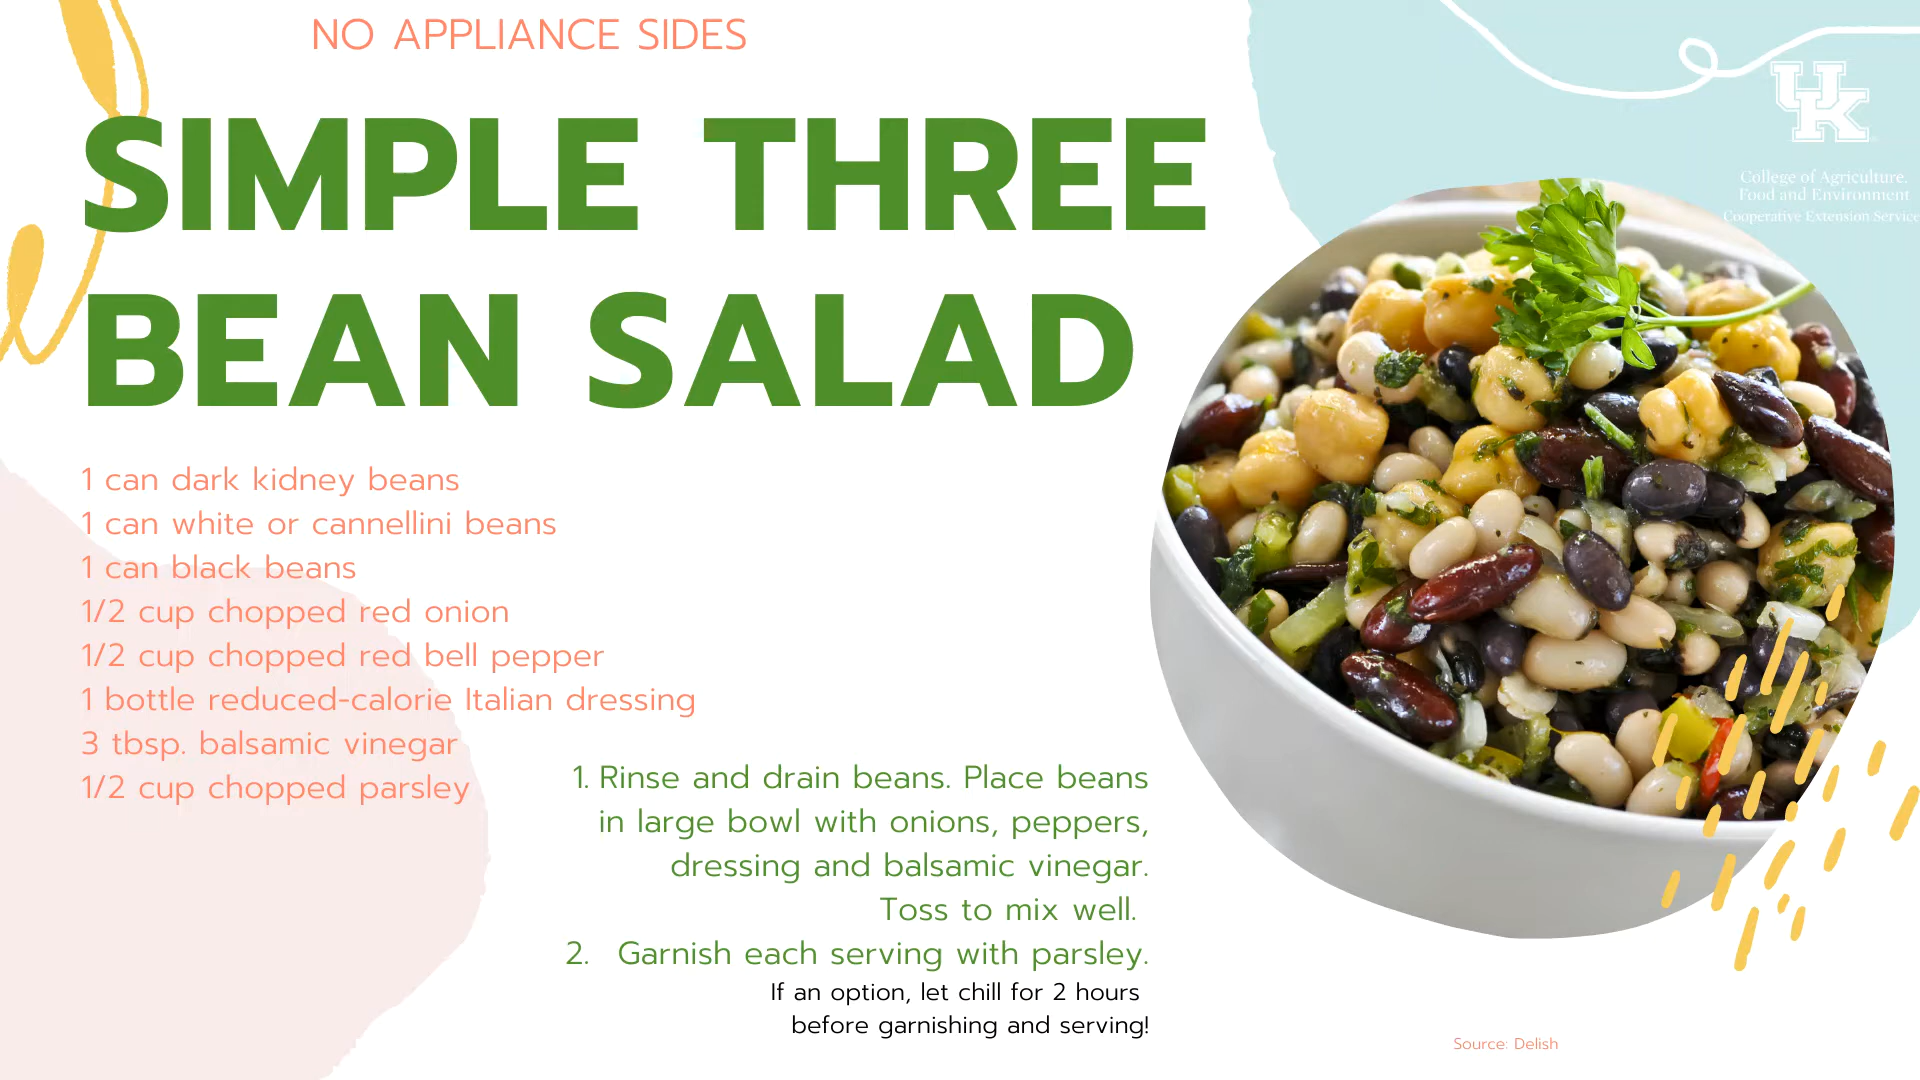 NO APPLIANCE SIDES
SIMPLE THREE
BEAN SALAD
1 can dark kidney beans
1 can white or cannellini beans
1 can black beans
1/2 cup chopped red onion
1/2 cup chopped red bell pepper
1 bottle reduced-calorie Italian dressing
3 tbsp. balsamic vinegar
1/2 cup chopped parsley
1. Rinse and drain beans. Place beans
in large bowl with onions, peppers,
dressing and balsamic vinegar.
Toss to mix well.
2. Garnish each serving with parsley.
If an option, let chill for 2 hours
before garnishing and serving!
UK
College of Agriculture,
Food and Environment
Cooperative Extension Service
Source: Delish